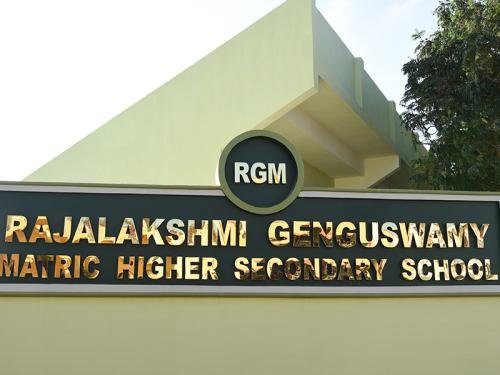 RGM
RAJALAKSHMI GENGUSWAMY
MATRIC HIGHER SECONDARY SCHOOL